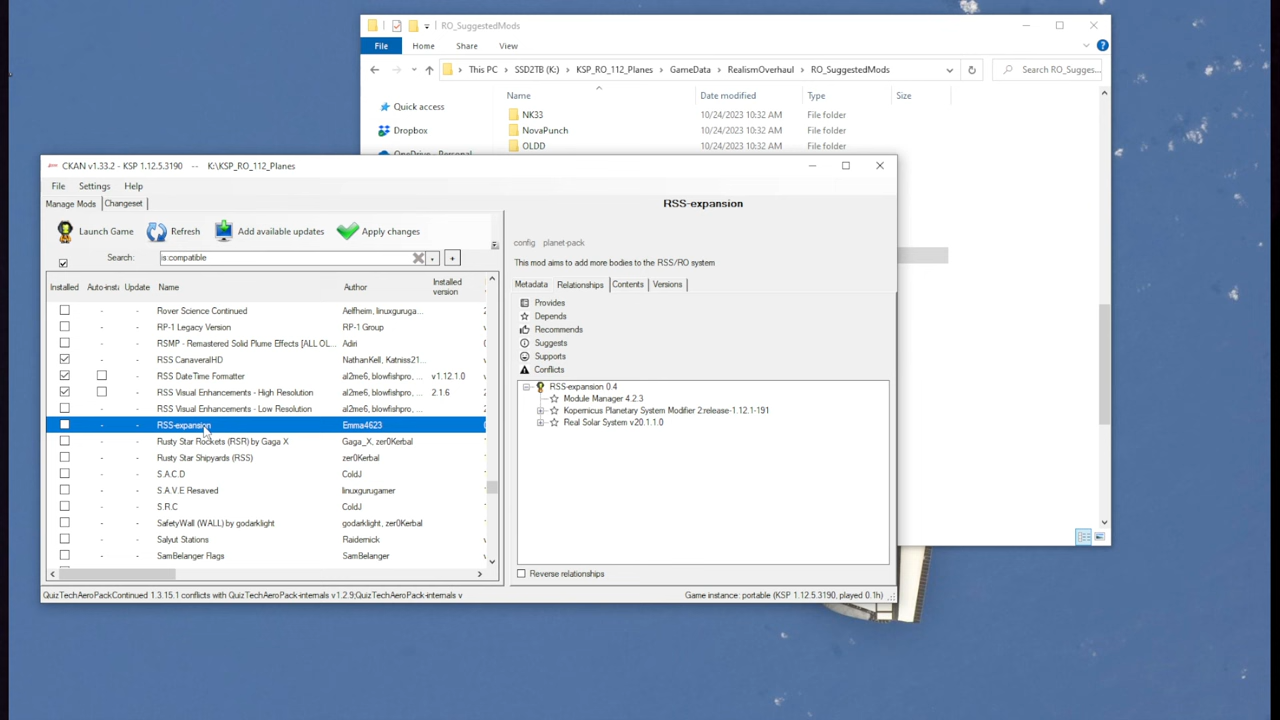 RO_SuggestedMods
File Home Share View
This PC SSD2TB (K:) KSP_RO_112_Planes GameData RealismOverhaul RO_SuggestedMods Search RO_Sugges...
Name Date modified Type Size
Quick access NK33 10/24/2023 10:32 AM File folder
Dropbox NovaPunch 10/24/2023 10:32 AM File folder
OLDD 10/24/2023 10:32 AM File folder
OneDrive - Personal
CKAN v1.33.2 - KSP 1.12.5.3190 -- K:\KSP_RO_112_Planes
File Settings Help
Manage Mods Changeset
Launch Game Refresh Add available updates Apply changes
Search: is:compatible
Installed Auto-insta Update Name Author Installed version
Rover Science Continued Aelfheim, linuxguruga...
RP-1 Legacy Version RP-1 Group v
RSMP - Remastered Solid Plume Effects [ALL OL... Adiri
RSS CanaveralHD NathanKell, Katniss21... v
RSS DateTime Formatter al2me6, blowfishpro, ... v1.12.1.0
RSS Visual Enhancements - High Resolution al2me6, blowfishpro, ... 2.1.6
RSS Visual Enhancements - Low Resolution al2me6, blowfishpro, ...
RSS-expansion Emma4623
Rusty Star Rockets (RSR) by Gaga X Gaga_X, zer0Kerbal
Rusty Star Shipyards (RSS) zer0Kerbal
S.A.C.D ColdJ
S.A.V.E Resaved linuxgurugamer
S.R.C ColdJ
SafetyWall (WALL) by godarklight godarklight, zer0Kerbal
Salyut Stations Raidernick
SamBelanger Flags SamBelanger v
RSS-expansion
config planet-pack
This mod aims to add more bodies to the RSS/RO system
Metadata Relationships Contents Versions
Provides
Depends
Recommends
Suggests
Supports
Conflicts
RSS-expansion 0.4
Module Manager 4.2.3
Kopernicus Planetary System Modifier 2:release-1.12.1-191
Real Solar System v20.1.1.0
Reverse relationships
QuizTechAeroPackContinued 1.3.15.1 conflicts with QuizTechAeroPack-internals v1.2.9;QuizTechAeroPack-internals v
Game instance: portable (KSP 1.12.5.3190, played 0.1h)